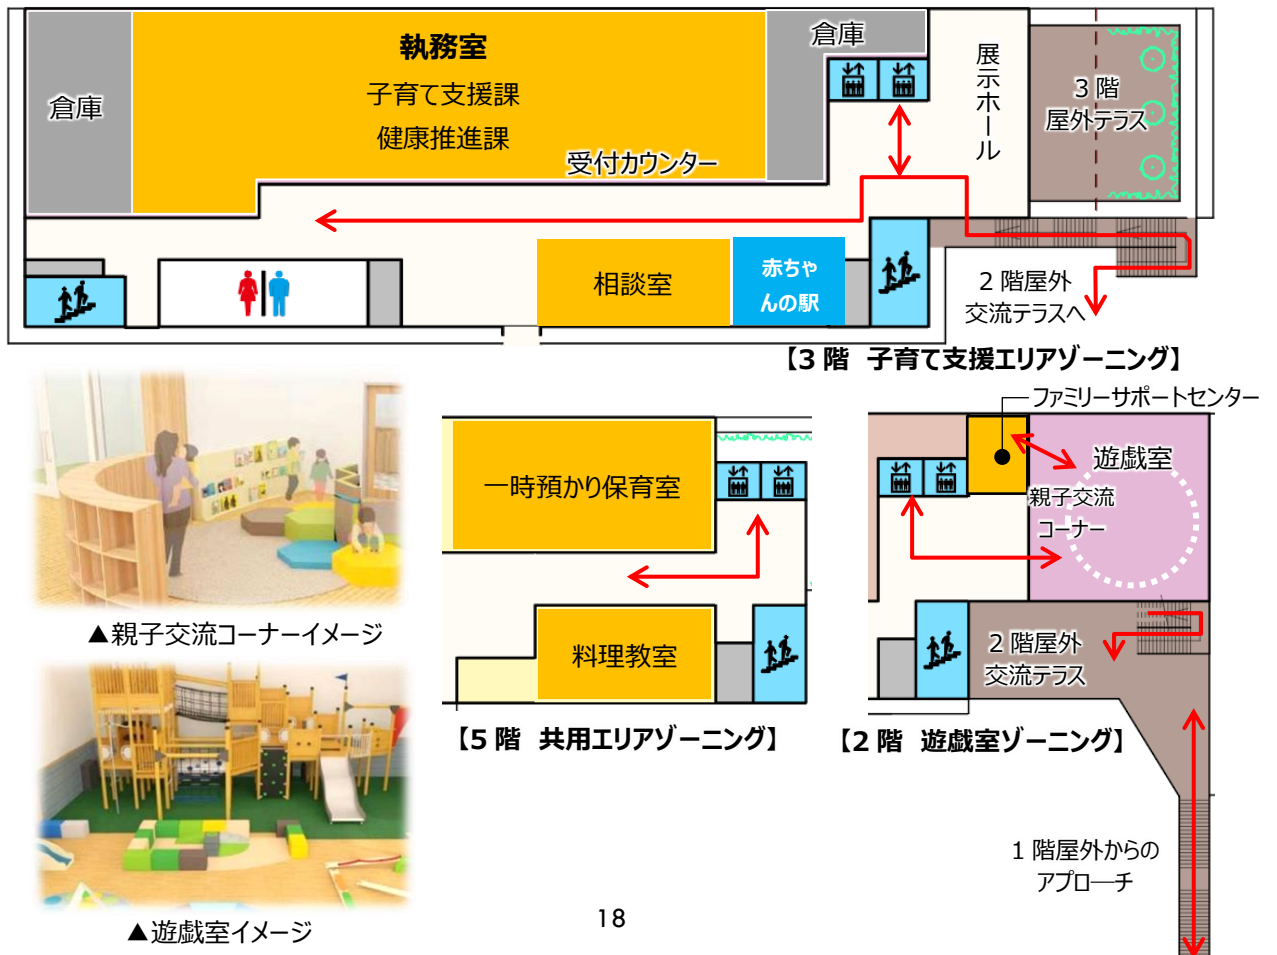 執務室
子育て支援課
健康推進課
受付カウンター
倉庫
倉庫
展示ホール
3 階
屋外テラス
相談室
赤ちゃ
んの駅
2 階屋外
交流テラスへ
【3 階 子育て支援エリアゾーニング】
▲親子交流コーナーイメージ
▲遊戯室イメージ
一時預かり保育室
料理教室
【5 階 共用エリアゾーニング】
ファミリーサポートセンター
遊戯室
親子交流
コーナー
2 階屋外
交流テラス
【2 階 遊戯室ゾーニング】
1 階屋外からの
アプローチ
18